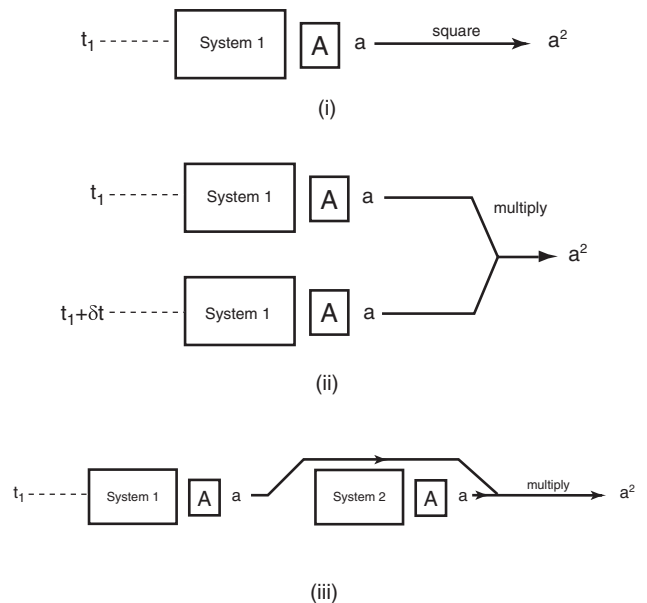 t₁ System 1 A a square a²
(i)
t₁ System 1 A a
multiply
a²
t₁+δt System 1 A a
(ii)
t₁ System 1 A a System 2 A a multiply a²
(iii)